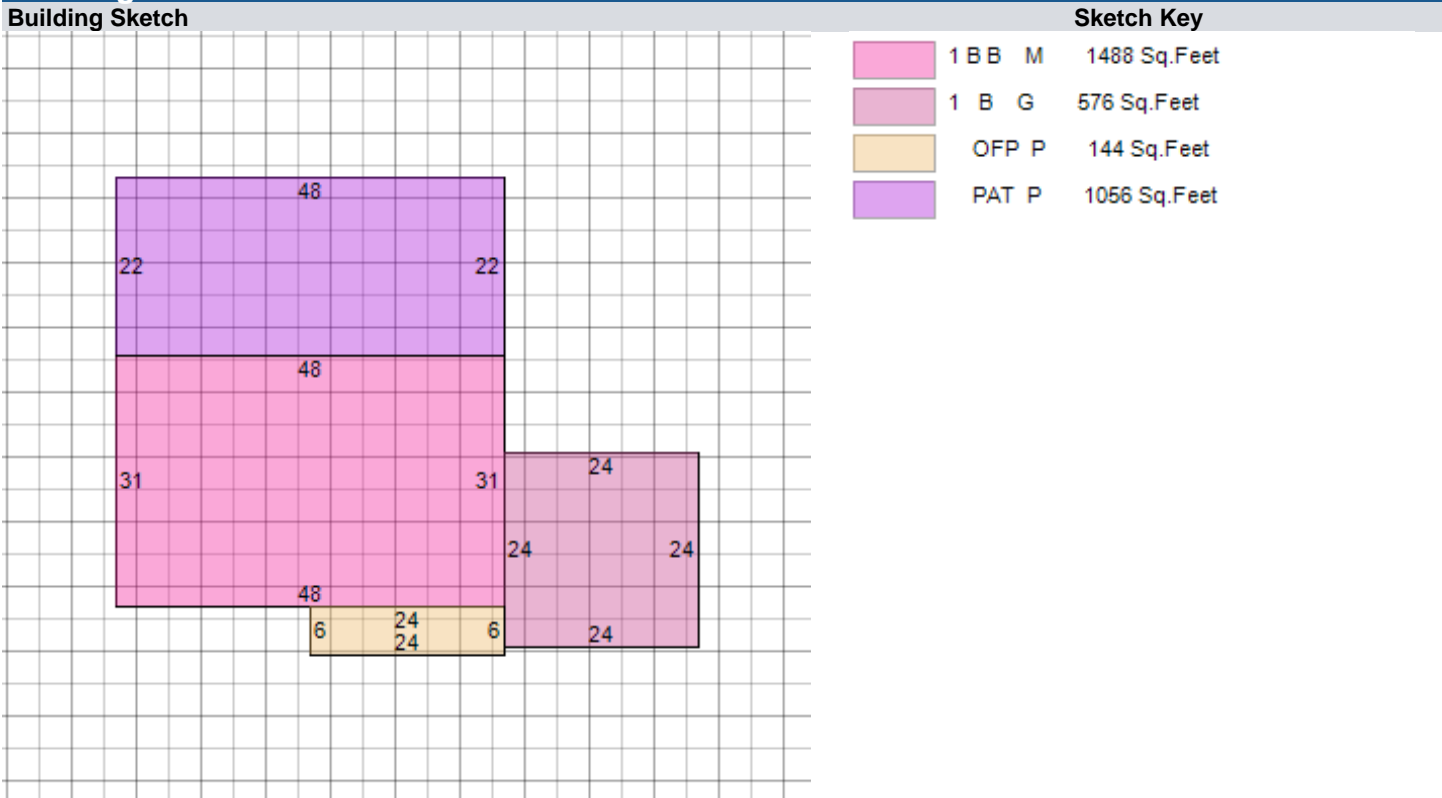 Building Sketch Sketch Key
1 B B M 1488 Sq.Feet
1 B G 576 Sq.Feet
OFP P 144 Sq.Feet
PAT P 1056 Sq.Feet
48
22 22
48
31 31
48
24
24 24
24
24
6 6
24